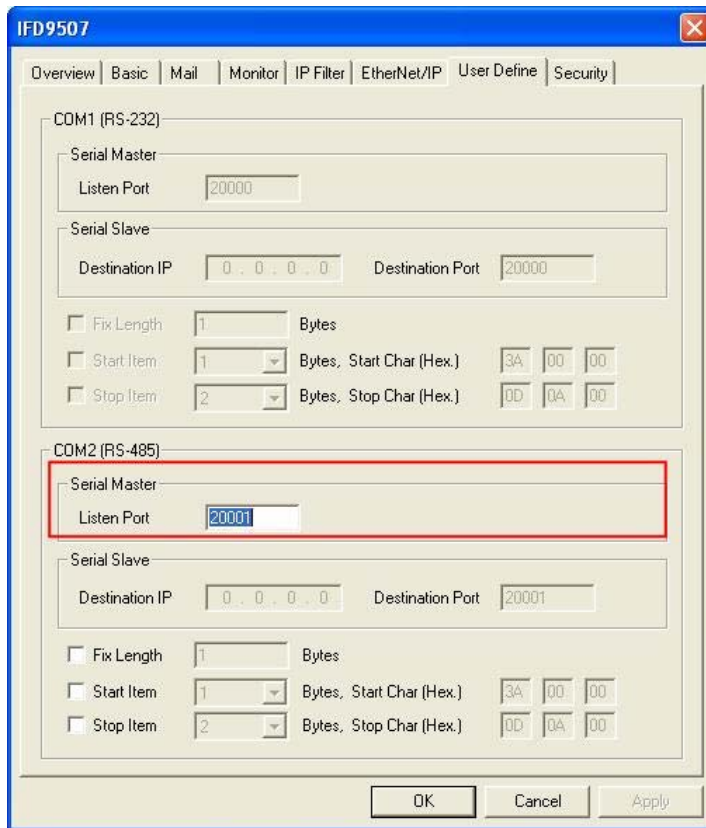 IFD9507
Overview Basic Mail Monitor IP Filter EtherNet/IP User Define Security
COM1 (RS-232)
Serial Master
Listen Port 20000
Serial Slave
Destination IP 0 . 0 . 0 . 0 Destination Port 20000
Fix Length 1 Bytes
Start Item 1 Bytes, Start Char (Hex.) 3A 00 00
Stop Item 2 Bytes, Stop Char (Hex.) 0D 0A 00
COM2 (RS-485)
Serial Master
Listen Port 20001
Serial Slave
Destination IP 0 . 0 . 0 . 0 Destination Port 20001
Fix Length 1 Bytes
Start Item 1 Bytes, Start Char (Hex.) 3A 00 00
Stop Item 2 Bytes, Stop Char (Hex.) 0D 0A 00
OK Cancel Apply